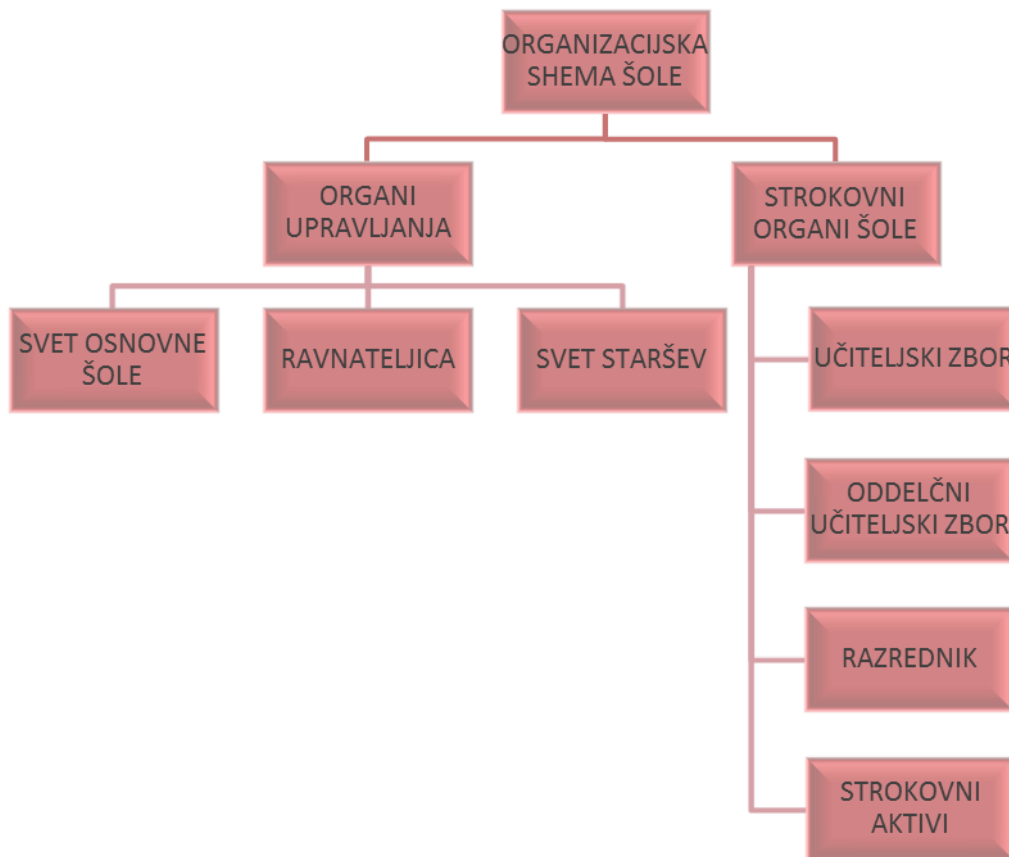 ORGANIZACIJSKA
SHEMA ŠOLE
ORGANI
UPRAVLJANJA
STROKOVNI
ORGANI ŠOLE
SVET OSNOVNE
ŠOLE
RAVNATELJICA
SVET STARŠEV
UČITELJSKI ZBOR
ODDELČNI
UČITELJSKI ZBOR
RAZREDNIK
STROKOVNI
AKTIVI